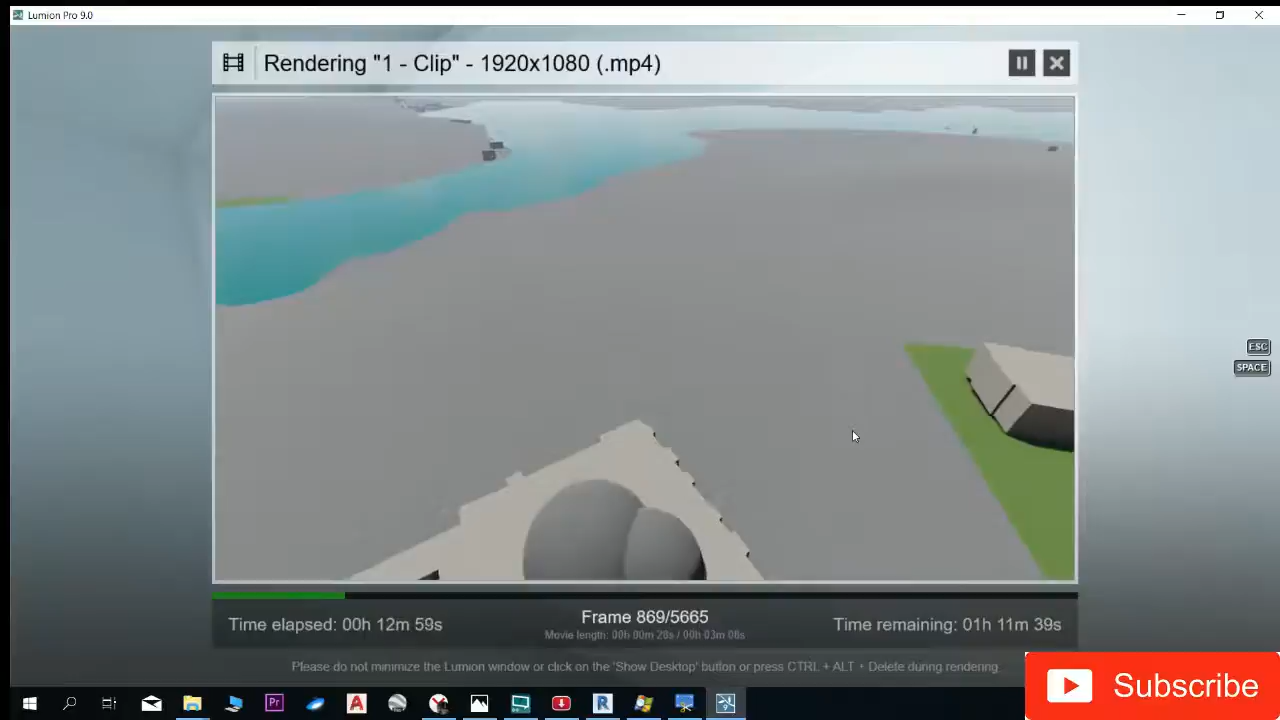 Lumion Pro 9.0
Rendering "1 - Clip" - 1920x1080 (.mp4)
ESC
SPACE
Time elapsed: 00h 12m 59s
Frame 869/5665
Time remaining: 01h 11m 39s
Movie length: 00h 00m 28s / 00h 03m 08s
Please do not minimize the Lumion window or click on the 'Show Desktop' button or press CTRL + ALT + Delete during rendering
Subscribe
Pr
A
R